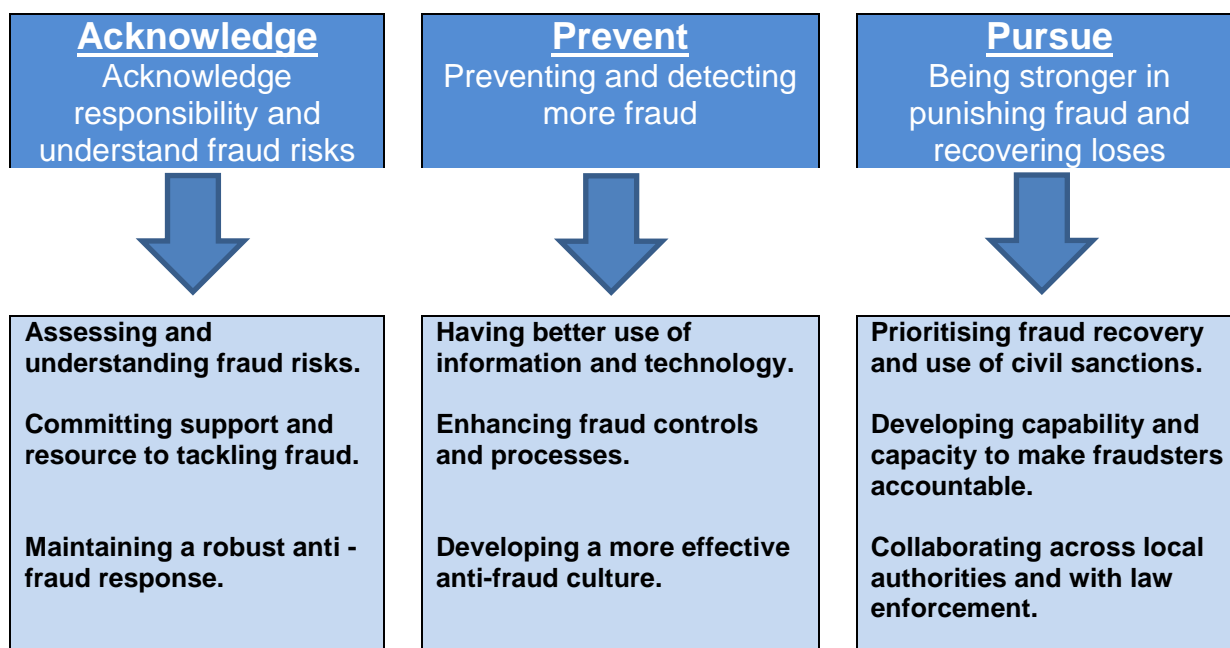 Acknowledge
Acknowledge
responsibility and
understand fraud risks
Prevent
Preventing and detecting
more fraud
Pursue
Being stronger in
punishing fraud and
recovering loses
Assessing and
understanding fraud risks.
Committing support and
resource to tackling fraud.
Maintaining a robust anti -
fraud response.
Having better use of
information and technology.
Enhancing fraud controls
and processes.
Developing a more effective
anti-fraud culture.
Prioritising fraud recovery
and use of civil sanctions.
Developing capability and
capacity to make fraudsters
accountable.
Collaborating across local
authorities and with law
enforcement.